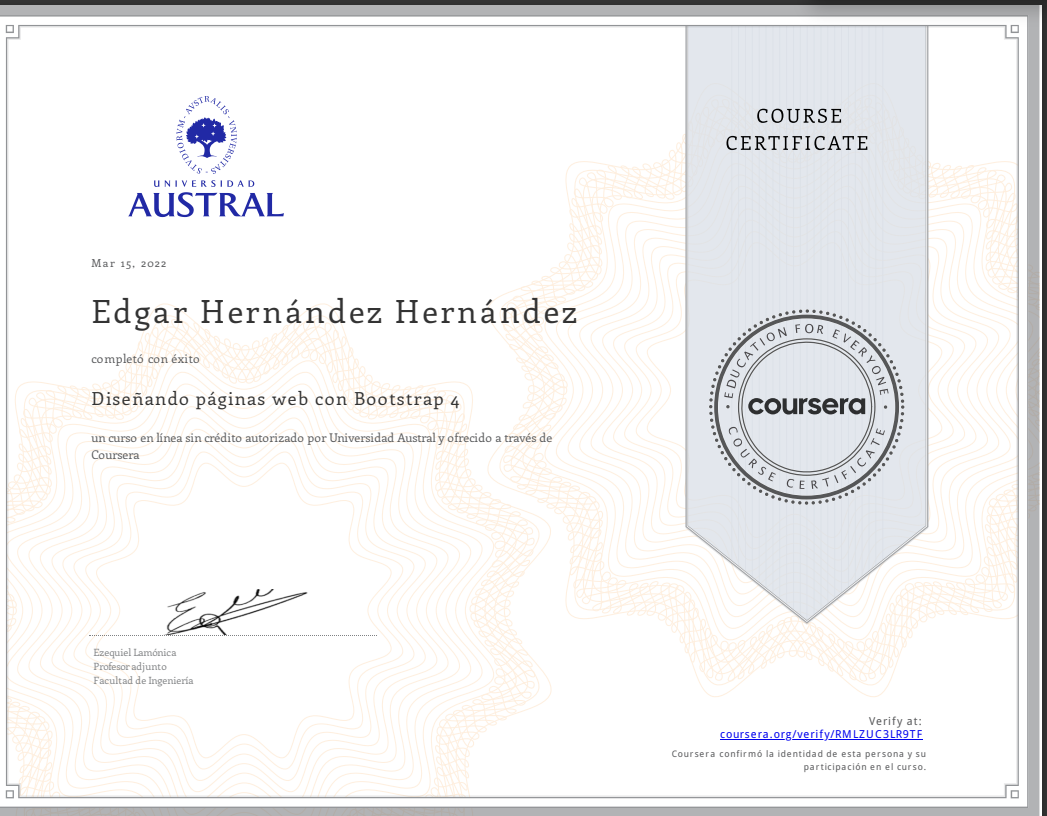 STUDIORVM · AVSTRALIS · VNIVERSITAS ·
UNIVERSIDAD
AUSTRAL
Mar 15, 2022
Edgar Hernández Hernández
completó con éxito
Diseñando páginas web con Bootstrap 4
un curso en línea sin crédito autorizado por Universidad Austral y ofrecido a través de
Coursera
Ezequiel Lamónica
Profesor adjunto
Facultad de Ingeniería
COURSE
CERTIFICATE
EDUCATION FOR EVERYONE
coursera
COURSE CERTIFICATE
Verify at:
coursera.org/verify/RMLZUC3LR9TF
Coursera confirmó la identidad de esta persona y su
participación en el curso.